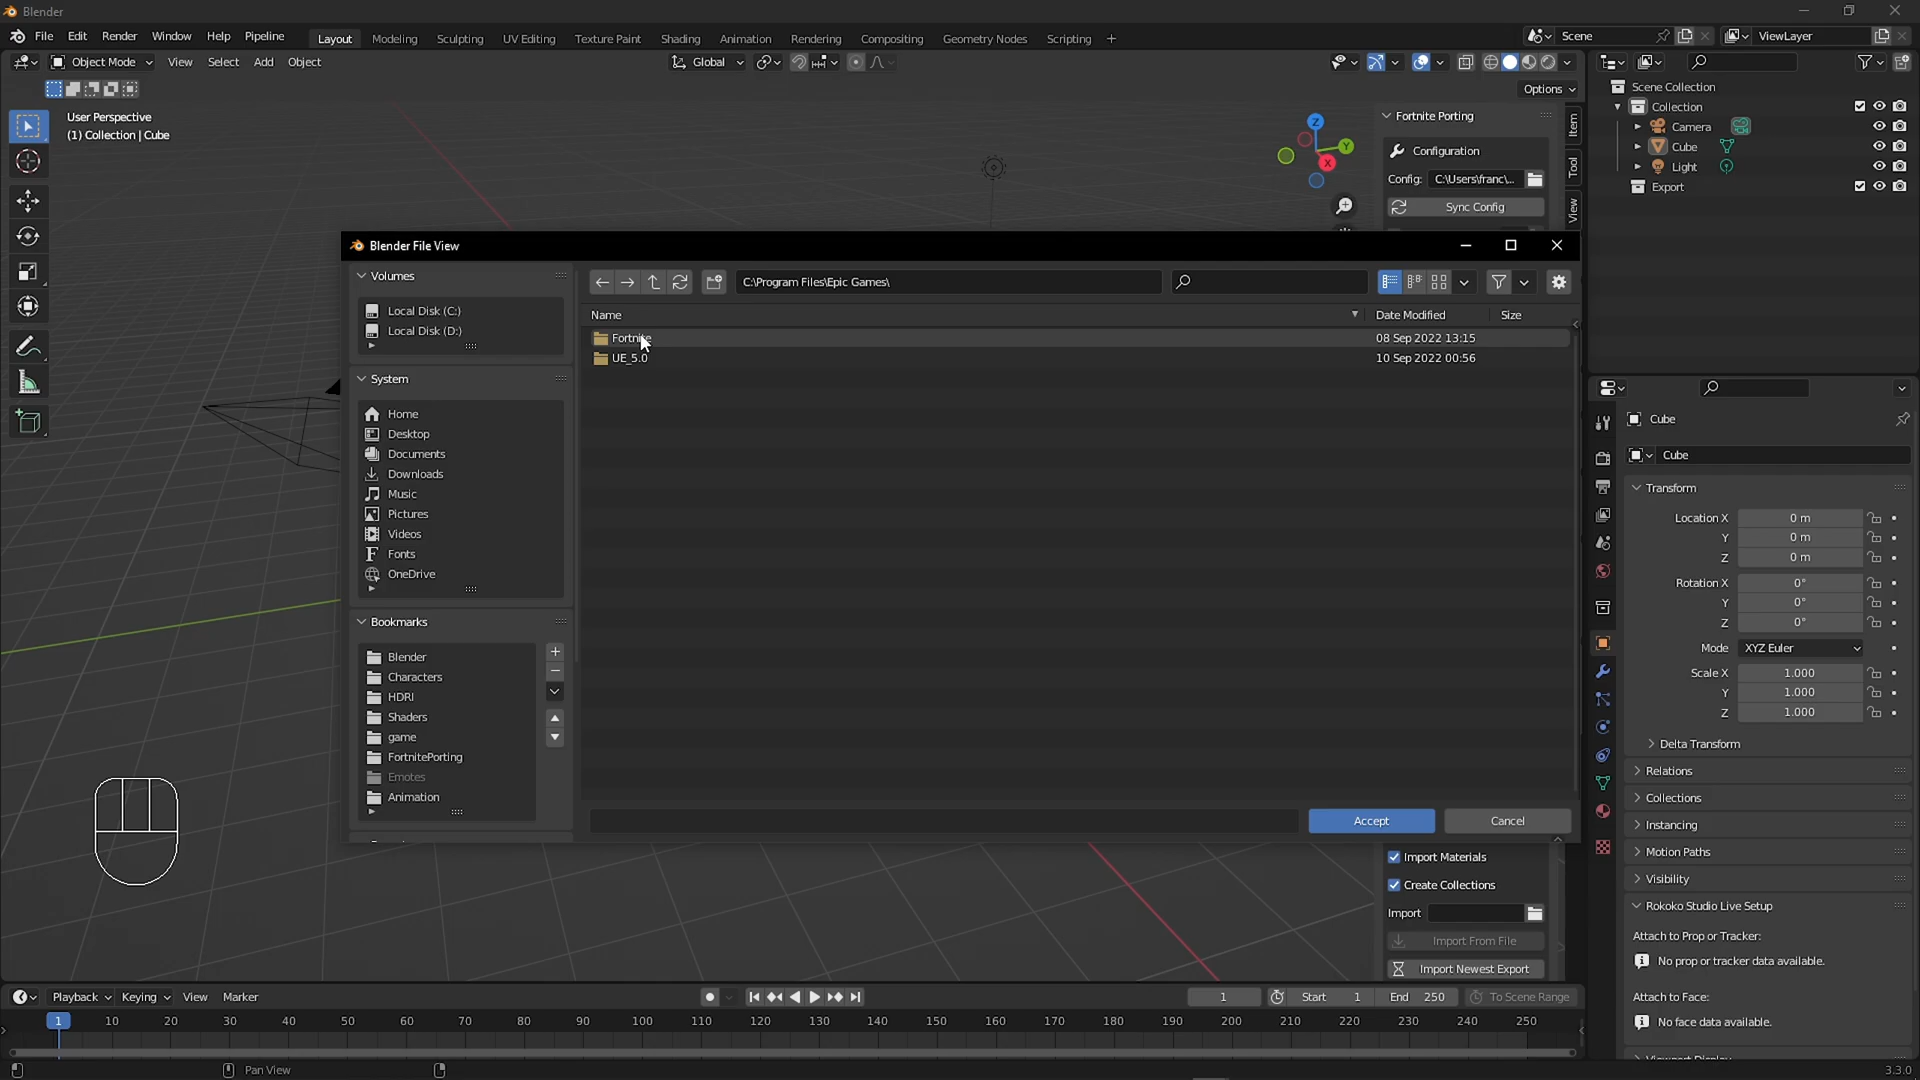 Blender
File Edit Render Window Help Pipeline Layout Modeling Sculpting UV Editing Texture Paint Shading Animation Rendering Compositing Geometry Nodes Scripting + Scene ViewLayer
Object Mode View Select Add Object Global
Options
User Perspective
(1) Collection | Cube
Z
Y
X
Fortnite Porting
Configuration
Config: C:\Users\franc\...
Sync Config
Item
Tool
View
Scene Collection
Collection
Camera
Cube
Light
Export
Blender File View
Volumes
Local Disk (C:)
Local Disk (D:)
System
Home
Desktop
Documents
Downloads
Music
Pictures
Videos
Fonts
OneDrive
Bookmarks
Blender
Characters
HDRI
Shaders
game
FortnitePorting
Emotes
Animation
C:\Program Files\Epic Games\
Name Date Modified Size
Fortnite 08 Sep 2022 13:15
UE_5.0 10 Sep 2022 00:56
Accept Cancel
Import Materials
Create Collections
Import
Import From File
Import Newest Export
Cube
Cube
Transform
Location X 0 m
Y 0 m
Z 0 m
Rotation X 0°
Y 0°
Z 0°
Mode XYZ Euler
Scale X 1.000
Y 1.000
Z 1.000
Delta Transform
Relations
Collections
Instancing
Motion Paths
Visibility
Rokoko Studio Live Setup
Attach to Prop or Tracker:
No prop or tracker data available.
Attach to Face:
No face data available.
Viewport Display
Playback Keying View Marker 1 Start 1 End 250 To Scene Range
1 10 20 30 40 50 60 70 80 90 100 110 120 130 140 150 160 170 180 190 200 210 220 230 240 250
Pan View 3.3.0